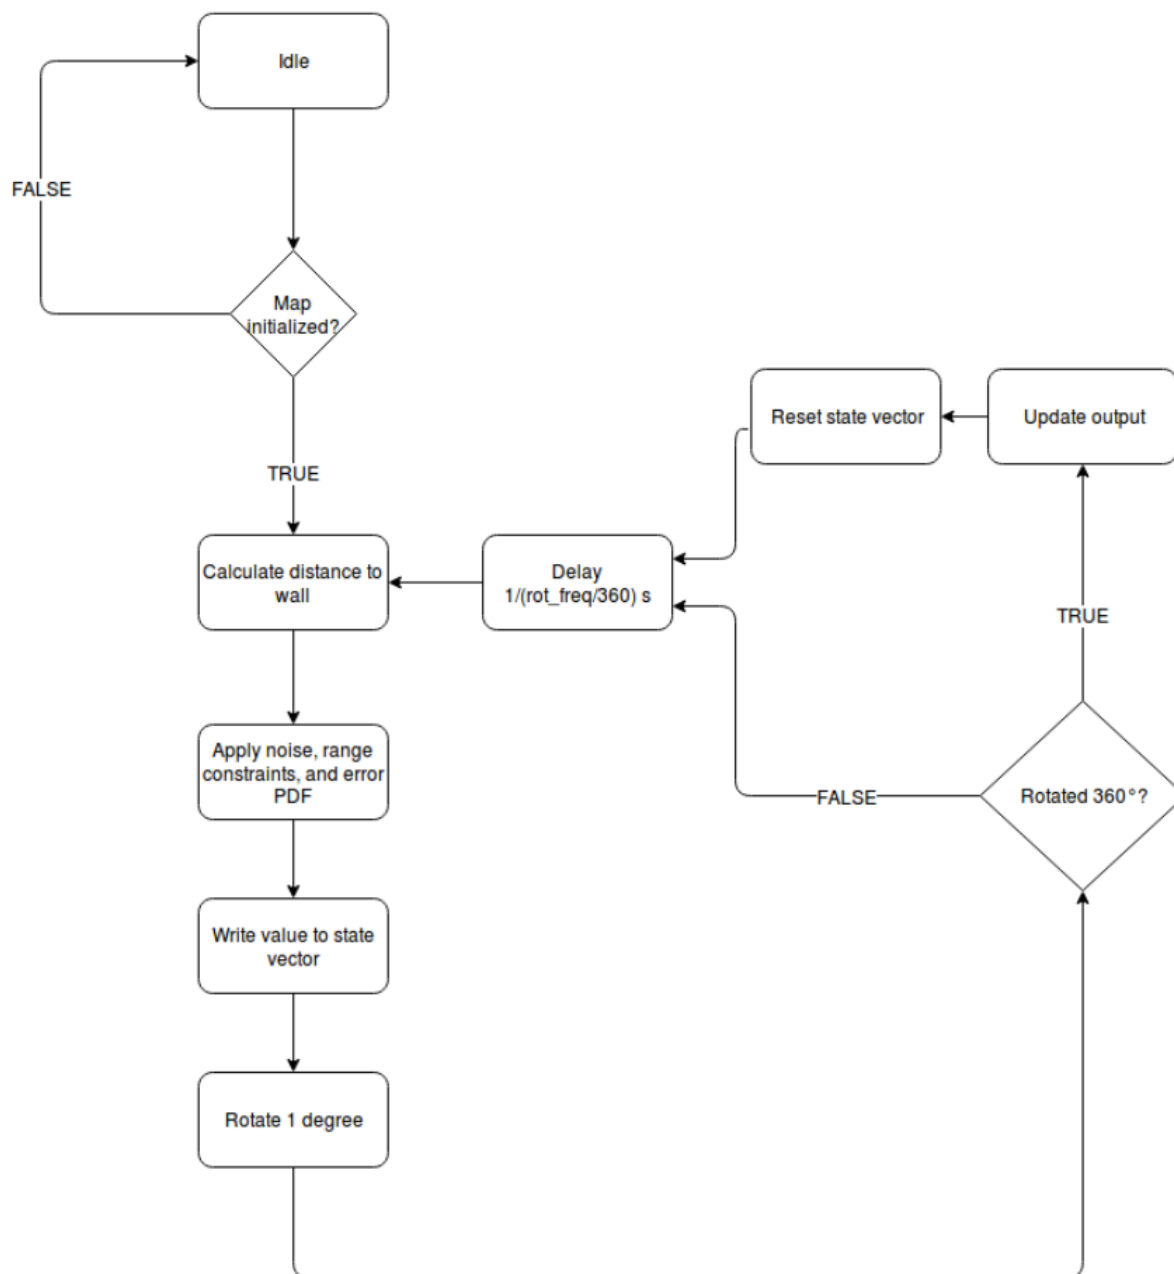 Idle
FALSE
Map
initialized?
TRUE
Reset state vector
Update output
Calculate distance to
wall
Delay
1/(rot_freq/360) s
TRUE
Apply noise, range
constraints, and error
PDF
FALSE
Rotated 360°?
Write value to state
vector
Rotate 1 degree